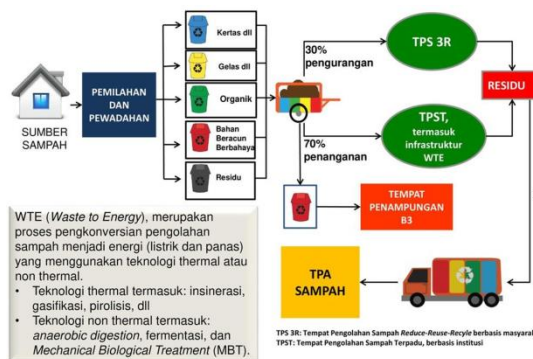 SUMBER
SAMPAH
PEMILAHAN
DAN
PEWADAHAN
Kertas dll
Gelas dll
Organik
Bahan
Beracun
Berbahaya
Residu
30%
pengurangan
70%
penanganan
TPS 3R
TPST,
termasuk
infrastruktur
WTE
RESIDU
TEMPAT
PENAMPUNGAN
B3
TPA
SAMPAH
WTE (Waste to Energy), merupakan
proses pengkonversian pengolahan
sampah menjadi energi (listrik dan panas)
yang menggunakan teknologi thermal atau
non thermal.
• Teknologi thermal termasuk: insinerasi,
gasifikasi, pirolisis, dll
• Teknologi non thermal termasuk:
anaerobic digestion, fermentasi, dan
Mechanical Biological Treatment (MBT).
TPS 3R: Tempat Pengolahan Sampah Reduce-Reuse-Recyle berbasis masyaral
TPST: Tempat Pengolahan Sampah Terpadu, berbasis institusi